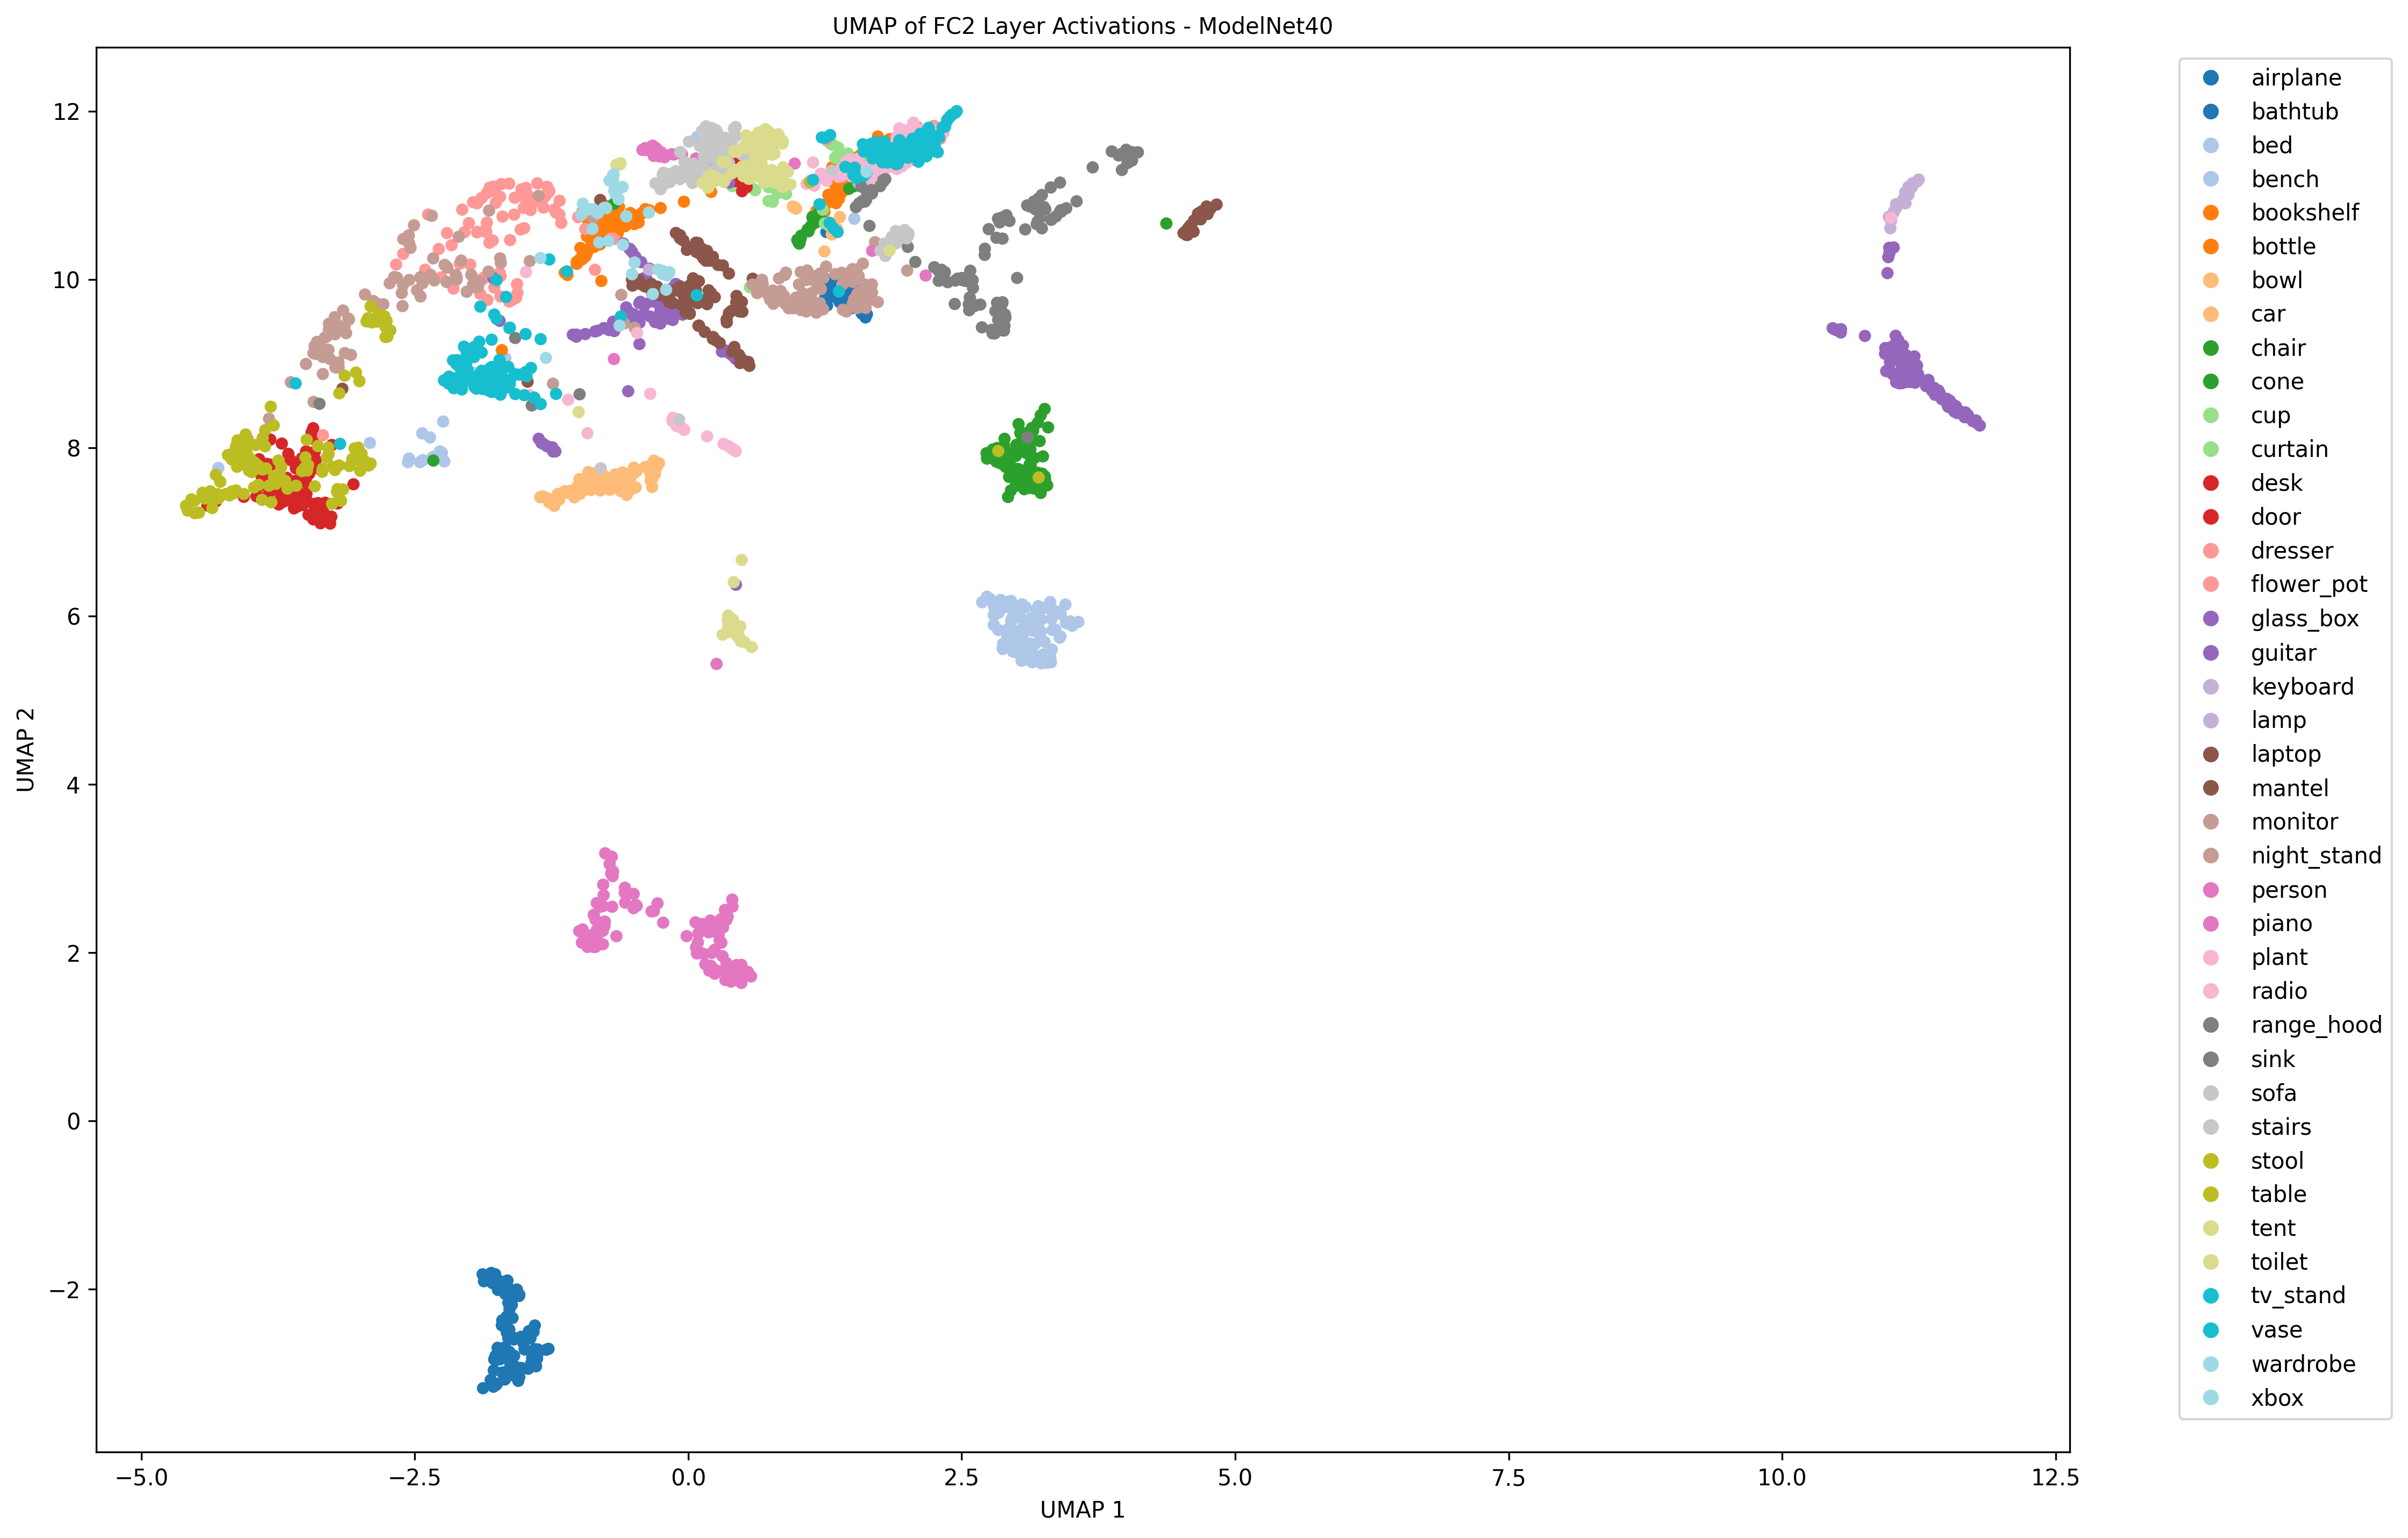 UMAP of FC2 Layer Activations - ModelNet40
12
10
8
6
4
2
0
−2
UMAP 2
−5.0
−2.5
0.0
2.5
5.0
7.5
10.0
12.5
UMAP 1
airplane
bathtub
bed
bench
bookshelf
bottle
bowl
car
chair
cone
cup
curtain
desk
door
dresser
flower_pot
glass_box
guitar
keyboard
lamp
laptop
mantel
monitor
night_stand
person
piano
plant
radio
range_hood
sink
sofa
stairs
stool
table
tent
toilet
tv_stand
vase
wardrobe
xbox